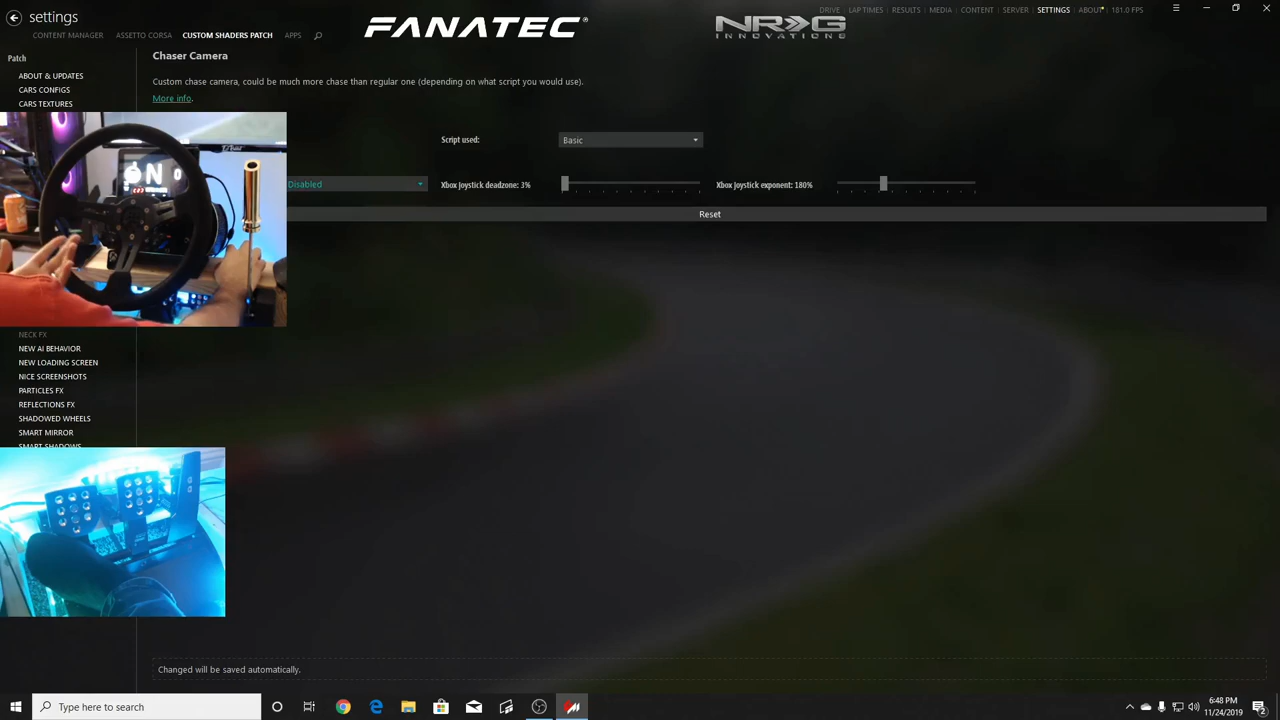 settings
FANATEC®
NRG
INNOVATIONS
DRIVE LAP TIMES RESULTS MEDIA CONTENT SERVER SETTINGS ABOUT 181.0 FPS
CONTENT MANAGER ASSETTO CORSA CUSTOM SHADERS PATCH APPS
Patch
ABOUT & UPDATES
CARS CONFIGS
CARS TEXTURES
Chaser Camera
Custom chase camera, could be much more chase than regular one (depending on what script you would use).
More info.
Script used: Basic
Disabled
Xbox joystick deadzone: 3%
Xbox joystick exponent: 180%
Reset
N 0
NECK FX
NEW AI BEHAVIOR
NEW LOADING SCREEN
NICE SCREENSHOTS
PARTICLES FX
REFLECTIONS FX
SHADOWED WHEELS
SMART MIRROR
SMART SHADOWS
Changed will be saved automatically.
Type here to search
6:48 PM
11/24/2019
2